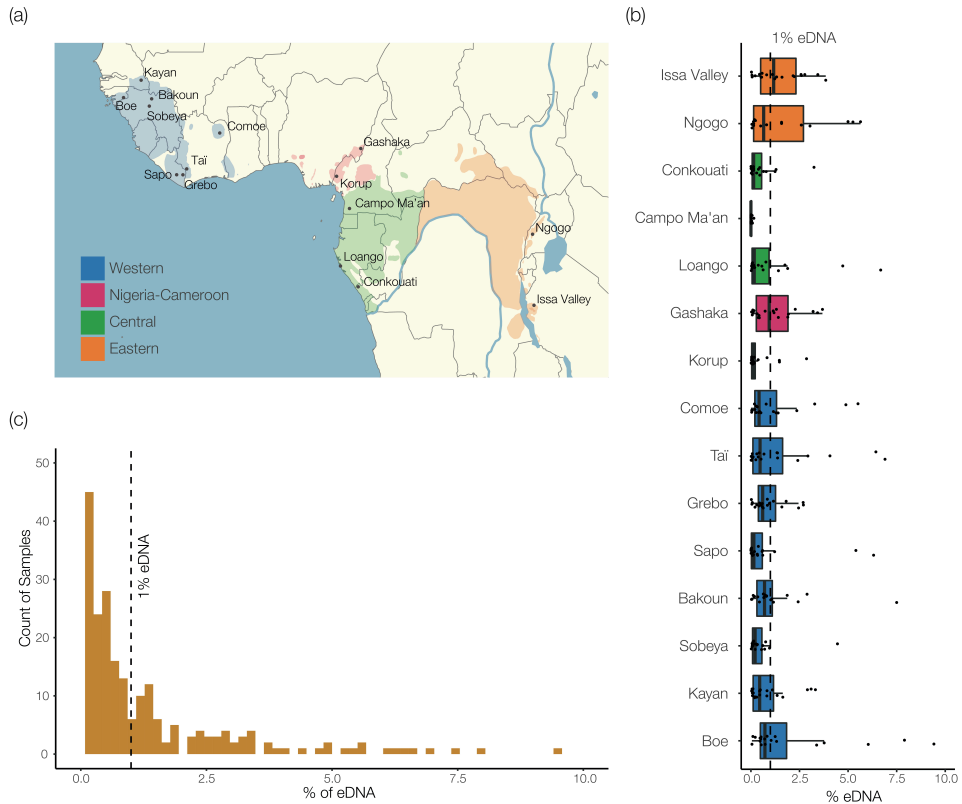 (a)
Kayan
Bakoun
Boe
Sobeya
Comoe
Taï
Sapo
Grebo
Gashaka
Korup
Campo Ma'an
Ngogo
Loango
Conkouati
Issa Valley
Western
Nigeria-Cameroon
Central
Eastern
(b)
1% eDNA
Issa Valley
Ngogo
Conkouati
Campo Ma'an
Loango
Gashaka
Korup
Comoe
Taï
Grebo
Sapo
Bakoun
Sobeya
Kayan
Boe
0.0 2.5 5.0 7.5 10.0
% eDNA
(c)
50
40
30
20
10
0
Count of Samples
1% eDNA
0.0 2.5 5.0 7.5 10.0
% of eDNA